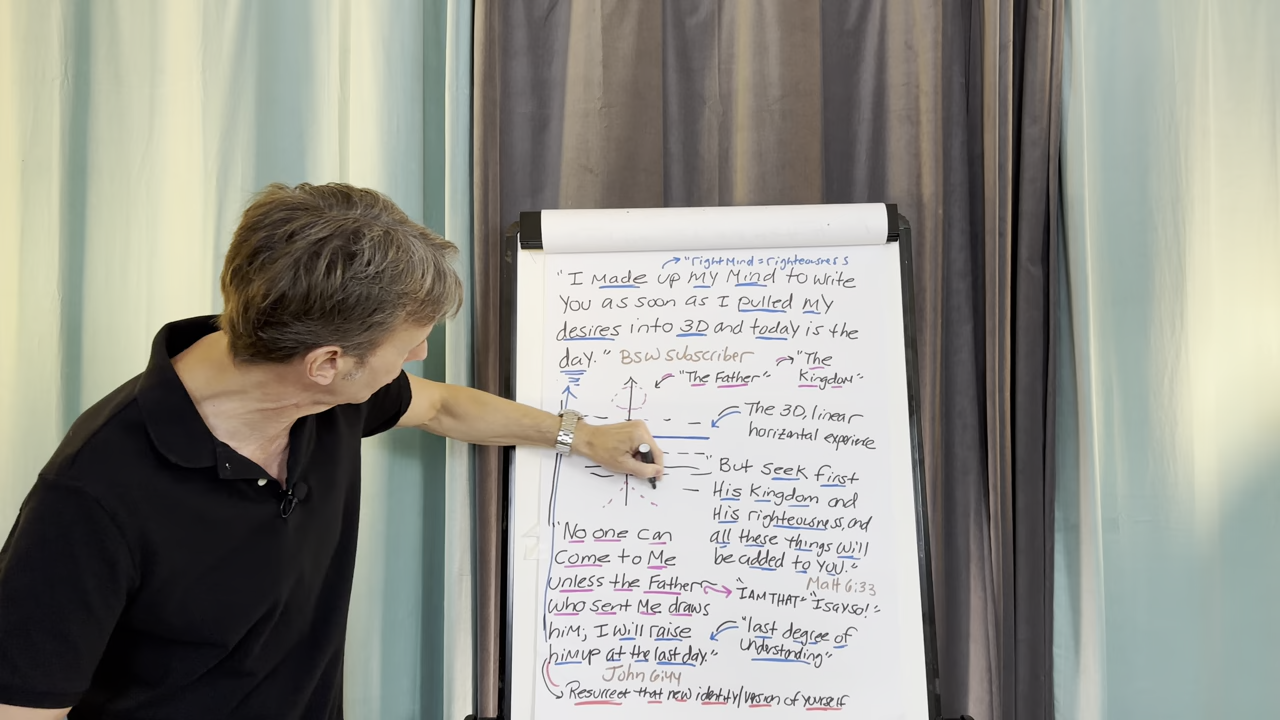 "right Mind = righteousness
"I made up my Mind to write
You as soon as I pulled my
desires into 3D and today is the
day." BSW subscriber
"The Father"
"The
Kingdom"
The 3D, linear
horizontal experience
"But seek first
His Kingdom and
His righteousness, and
all these things will
be added to you."
Matt 6:33
"No one can
Come to Me
unless the Father
who sent Me draws
him; I will raise
him up at the last day."
John 6:44
"I AM THAT" "I say so!"
"last degree of
understanding"
Resurrect that new identity/version of yourself